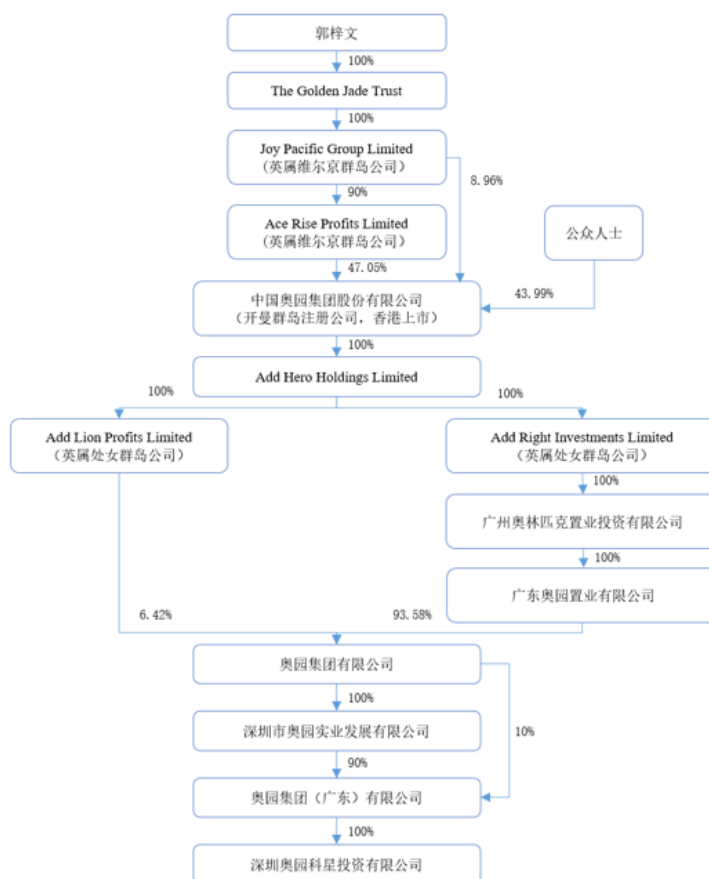 郭梓文
100%
The Golden Jade Trust
100%
Joy Pacific Group Limited
(英属维尔京群岛公司)
8.96%
90%
Ace Rise Profits Limited
(英属维尔京群岛公司)
公众人士
47.05%
43.99%
中国奥园集团股份有限公司
（开曼群岛注册公司，香港上市）
100%
Add Hero Holdings Limited
100%
100%
Add Lion Profits Limited
（英属处女群岛公司）
Add Right Investments Limited
（英属处女群岛公司）
100%
广州奥林匹克置业投资有限公司
100%
广东奥园置业有限公司
6.42%
93.58%
奥园集团有限公司
100%
深圳市奥园实业发展有限公司
10%
90%
奥园集团（广东）有限公司
100%
深圳奥园科星投资有限公司